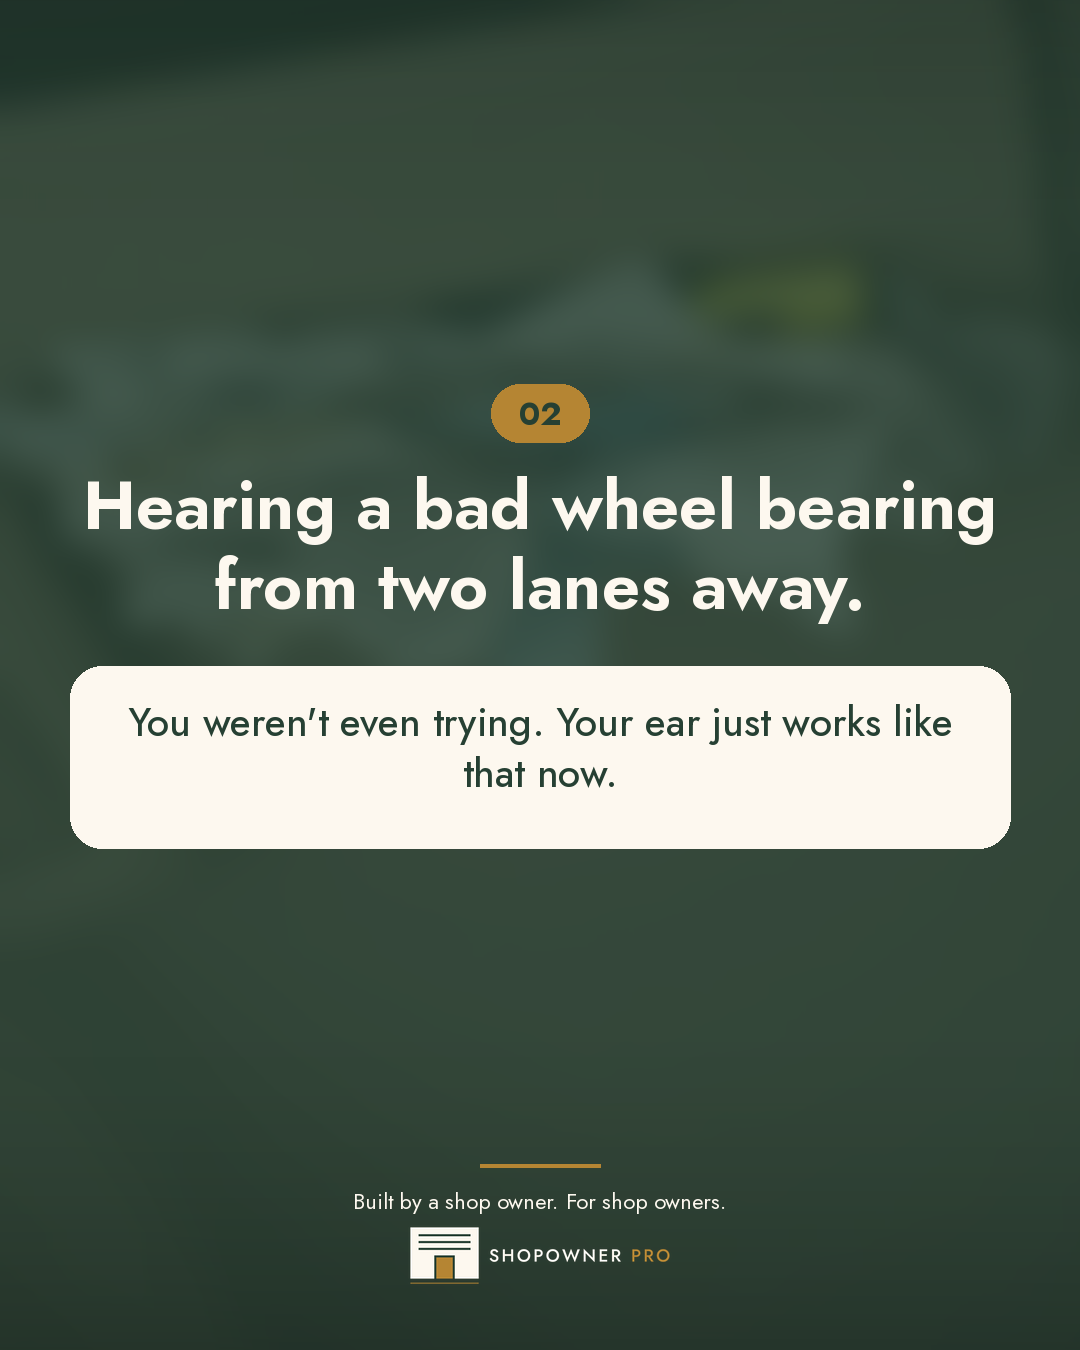 02
Hearing a bad wheel bearing
from two lanes away.
You weren't even trying. Your ear just works like
that now.
Built by a shop owner. For shop owners.
SHOPOWNER PRO